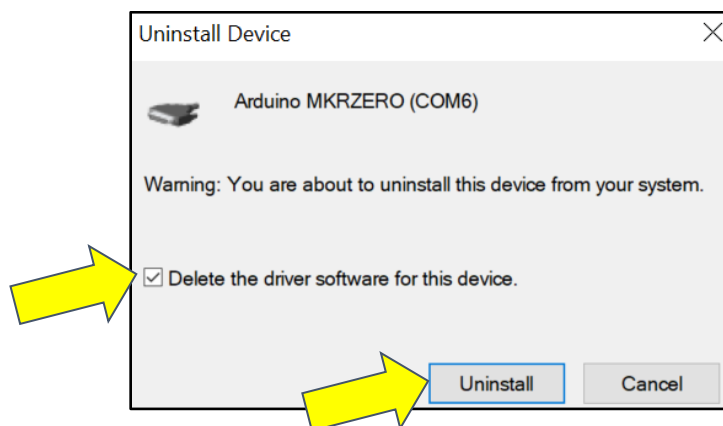 Uninstall Device
Arduino MKRZERO (COM6)
Warning: You are about to uninstall this device from your system.
Delete the driver software for this device.
Uninstall
Cancel